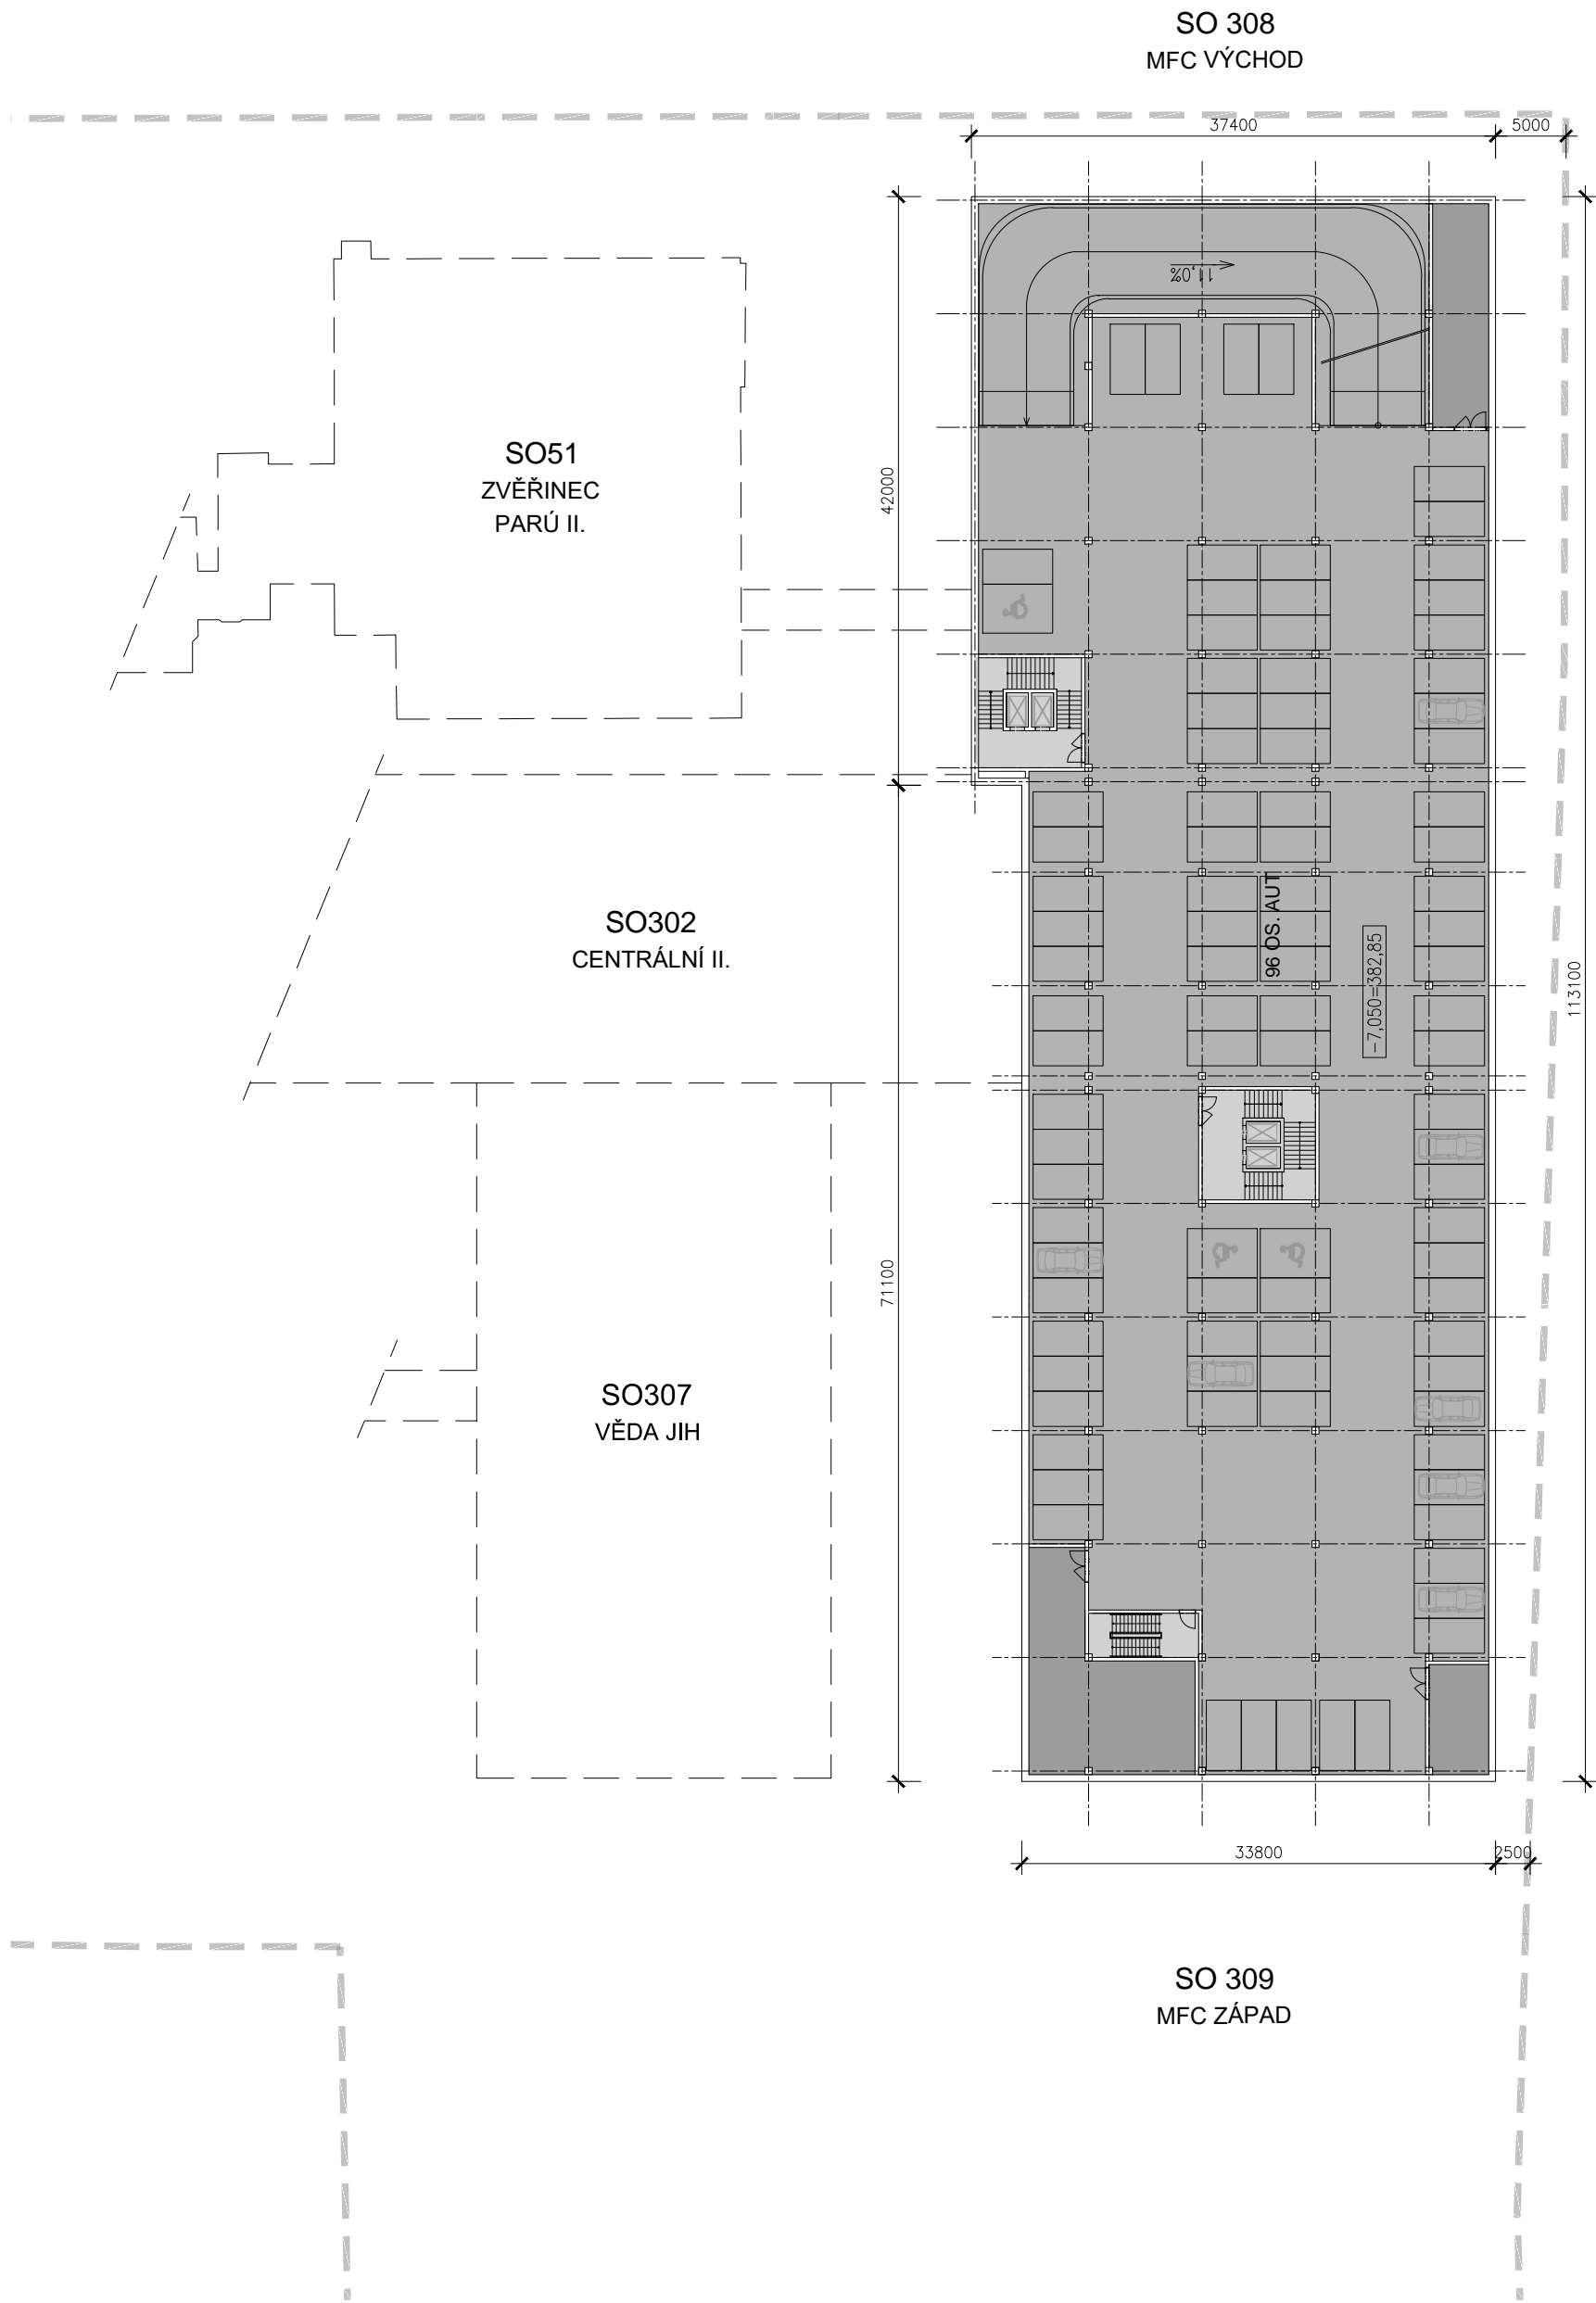 SO 308
MFC VÝCHOD
37400
5000
11,0%
SO51
ZVĚŘINEC
PARÚ II.
42000
SO302
CENTRÁLNÍ II.
96 OS. AUT
-7,050=382,85
113100
71100
SO307
VĚDA JIH
33800
2500
SO 309
MFC ZÁPAD